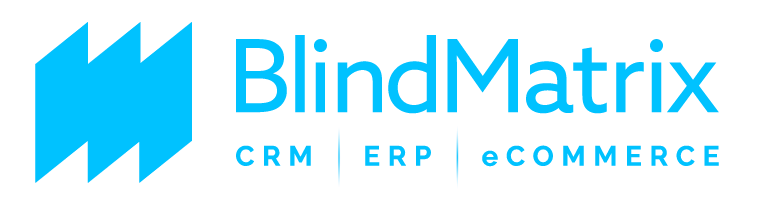 BlindMatrix
CRM | ERP | eCOMMERCE